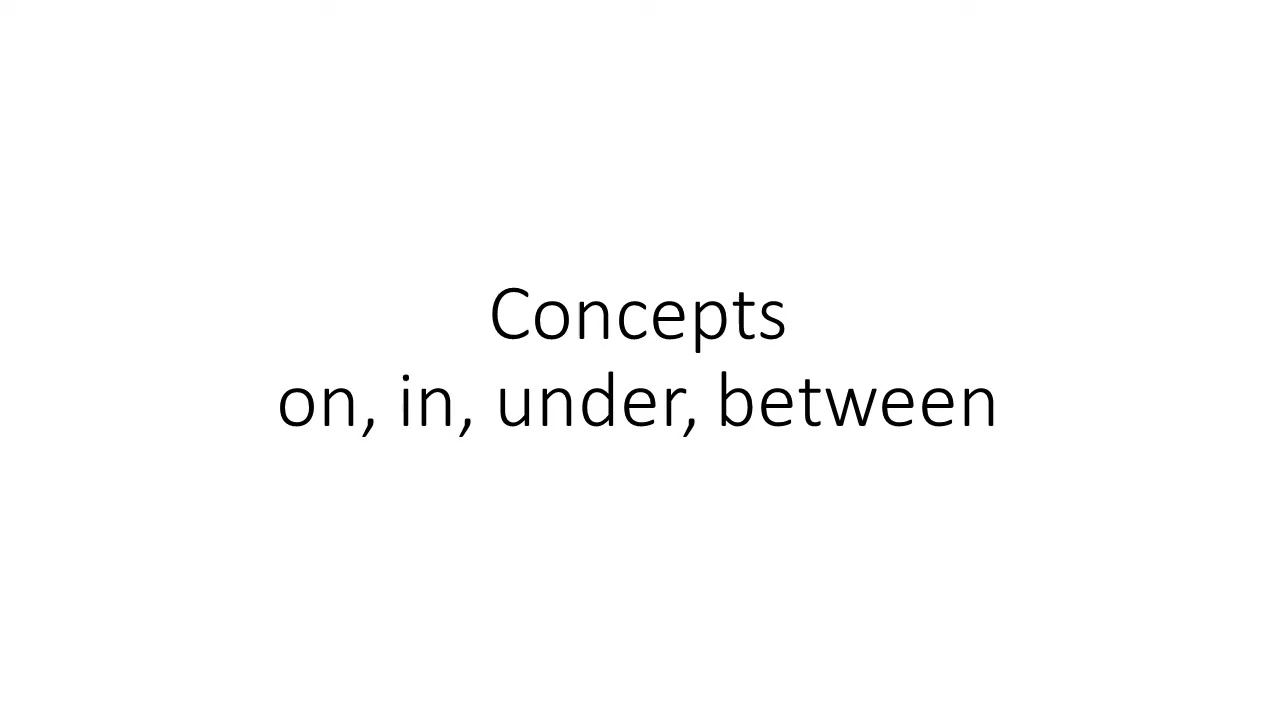 Concepts
on, in, under, between